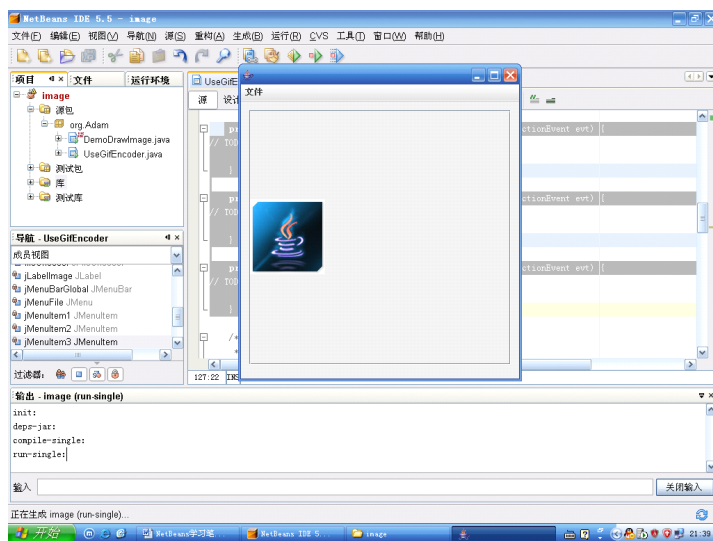 NetBeans IDE 5.5 - image
文件(F) 编辑(E) 视图(V) 导航(N) 源(S) 重构(A) 生成(B) 运行(R) CVS 工具(T) 窗口(W) 帮助(H)
项目 文件 运行环境
image
源包
org.Adam
DemoDrawImage.java
UseGifEncoder.java
测试包
库
测试库
导航 - UseGifEncoder
成员视图
jLabelImage JLabel
jMenuBarGlobal JMenuBar
jMenuFile JMenu
jMenuItem1 JMenuItem
jMenuItem2 JMenuItem
jMenuItem3 JMenuItem
过滤器:
UseGifE
源 设计
pr
// TOD
}
pr
// TOD
}
pr
// TOD
}
/*
*
127:22 INS
文件
ctionEvent evt) {
ctionEvent evt) {
ctionEvent evt) {
输出 - image (run-single)
init:
deps-jar:
compile-single:
run-single:
输入 关闭输入
正在生成 image (run-single)...
开始 NetBeans学习笔... NetBeans IDE 5... image 21:39